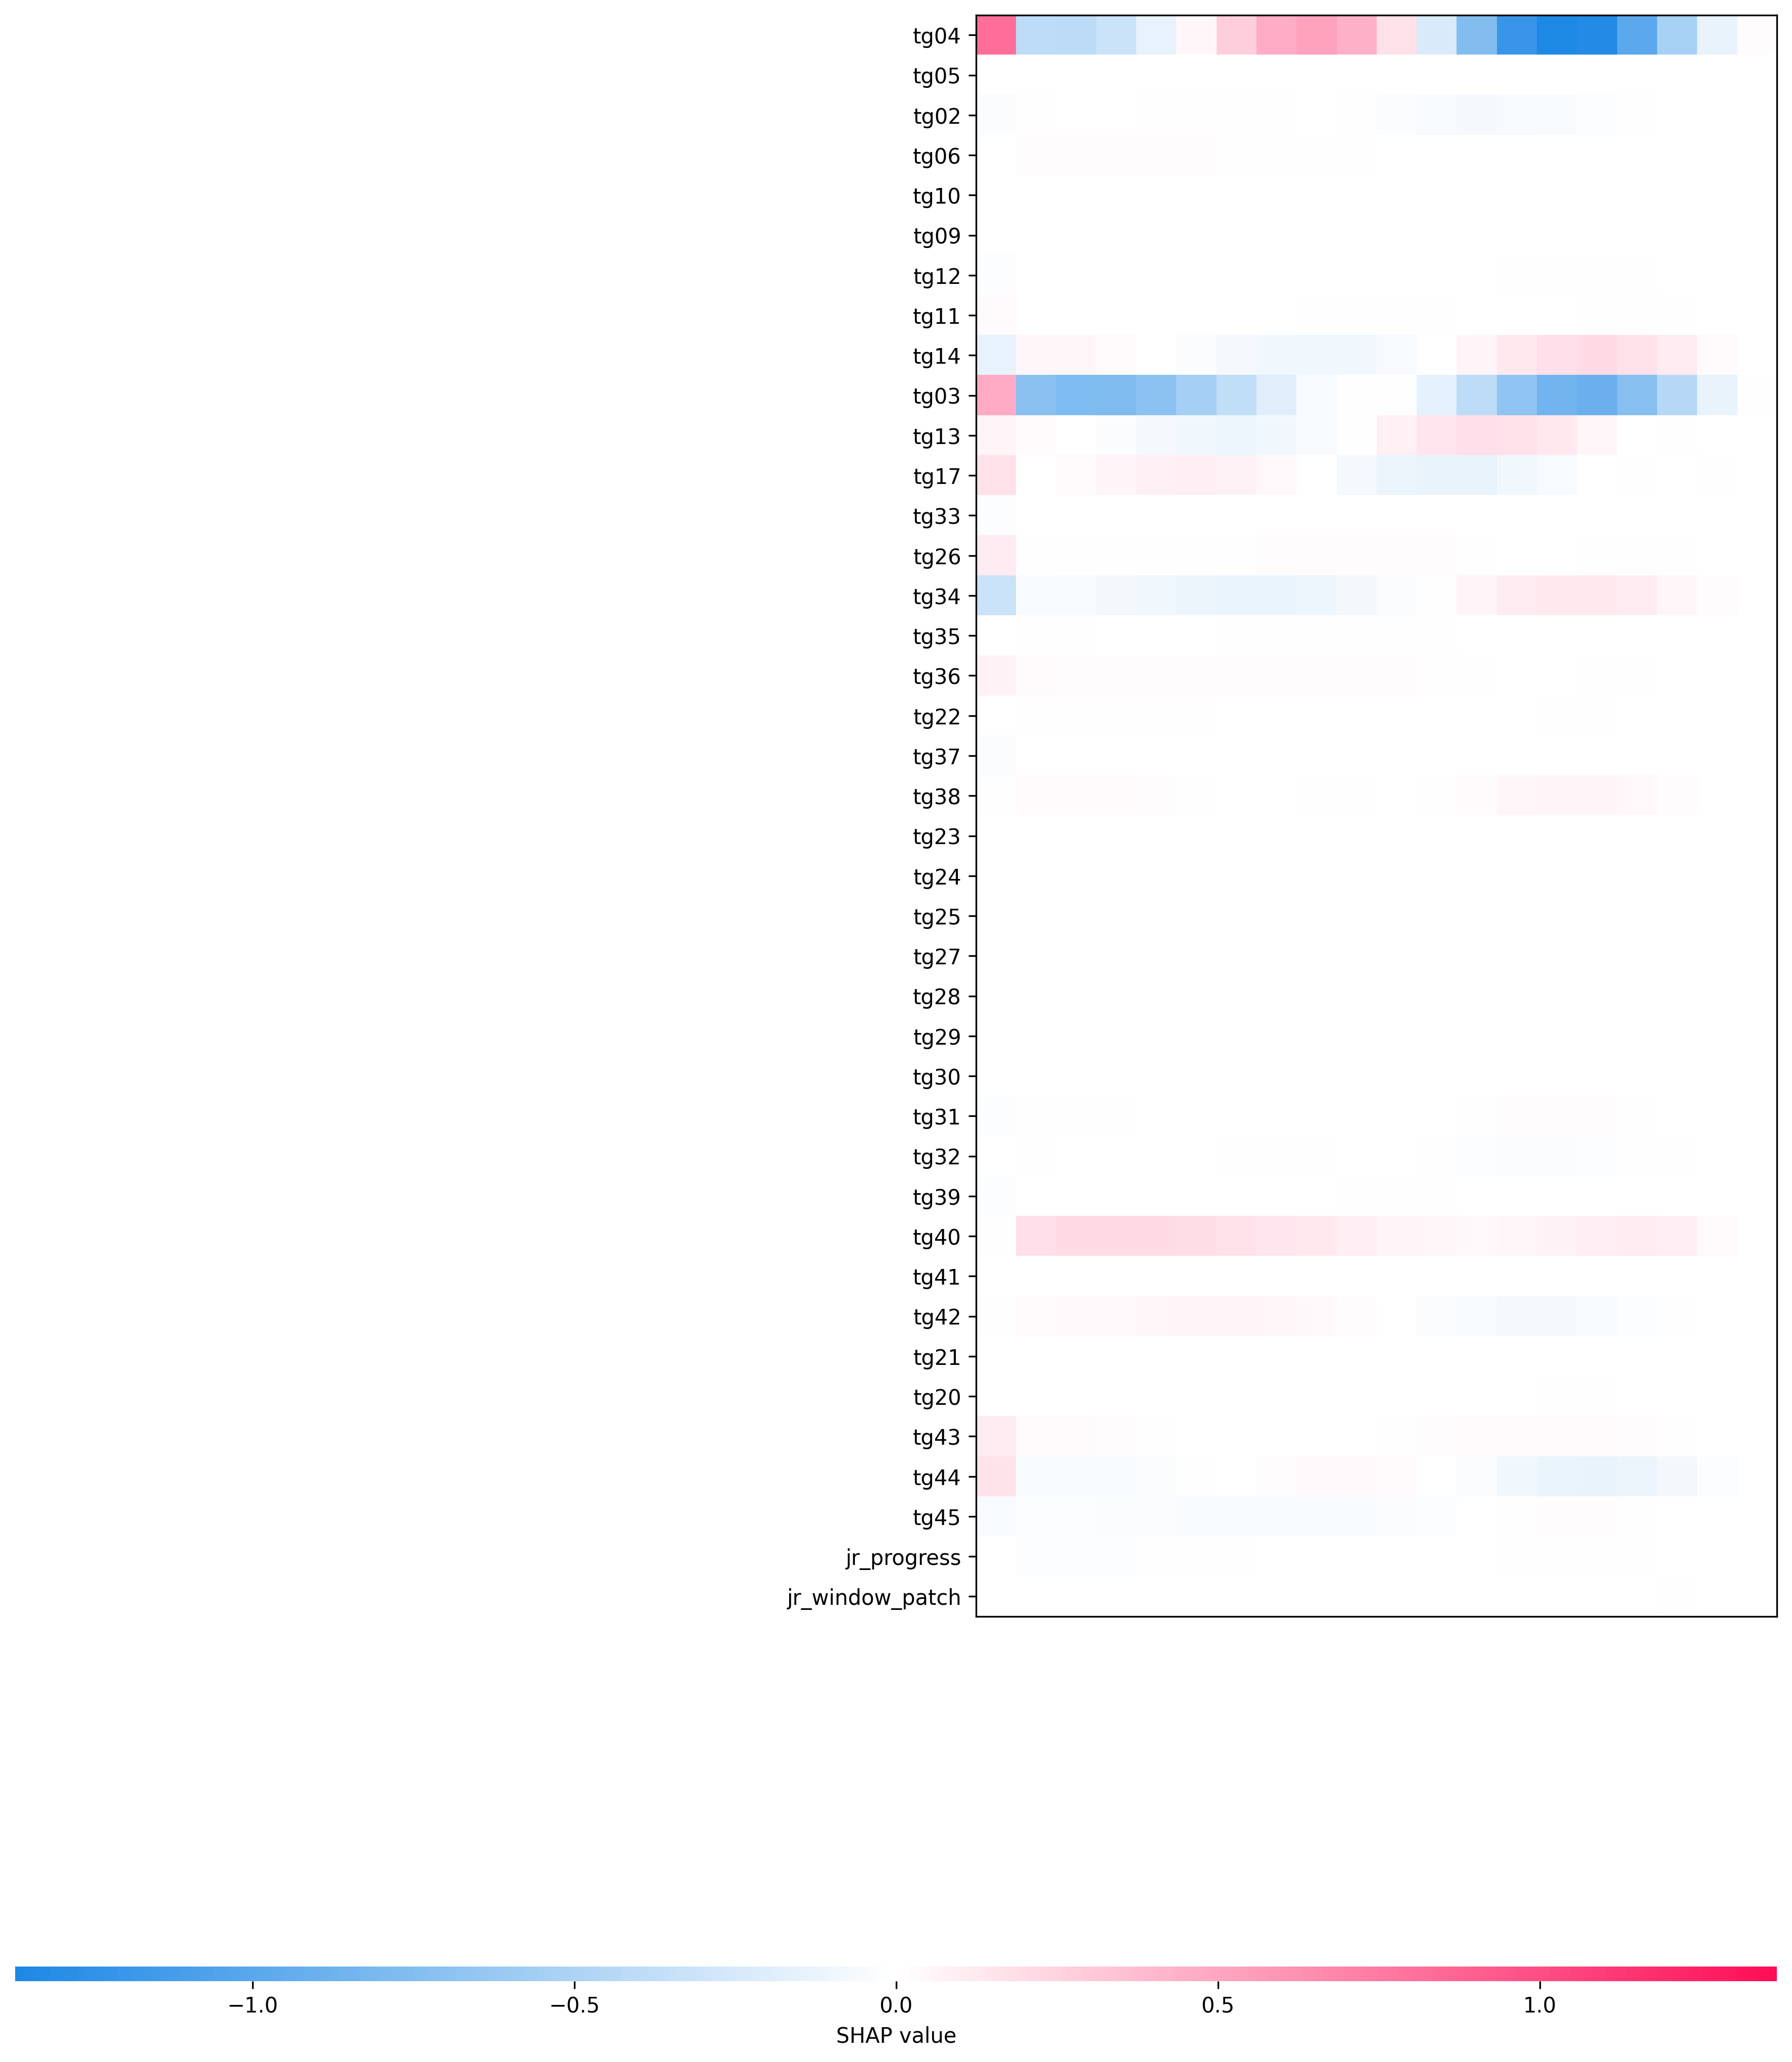 tg04
tg05
tg02
tg06
tg10
tg09
tg12
tg11
tg14
tg03
tg13
tg17
tg33
tg26
tg34
tg35
tg36
tg22
tg37
tg38
tg23
tg24
tg25
tg27
tg28
tg29
tg30
tg31
tg32
tg39
tg40
tg41
tg42
tg21
tg20
tg43
tg44
tg45
jr_progress
jr_window_patch
−1.0 −0.5 0.0 0.5 1.0
SHAP value